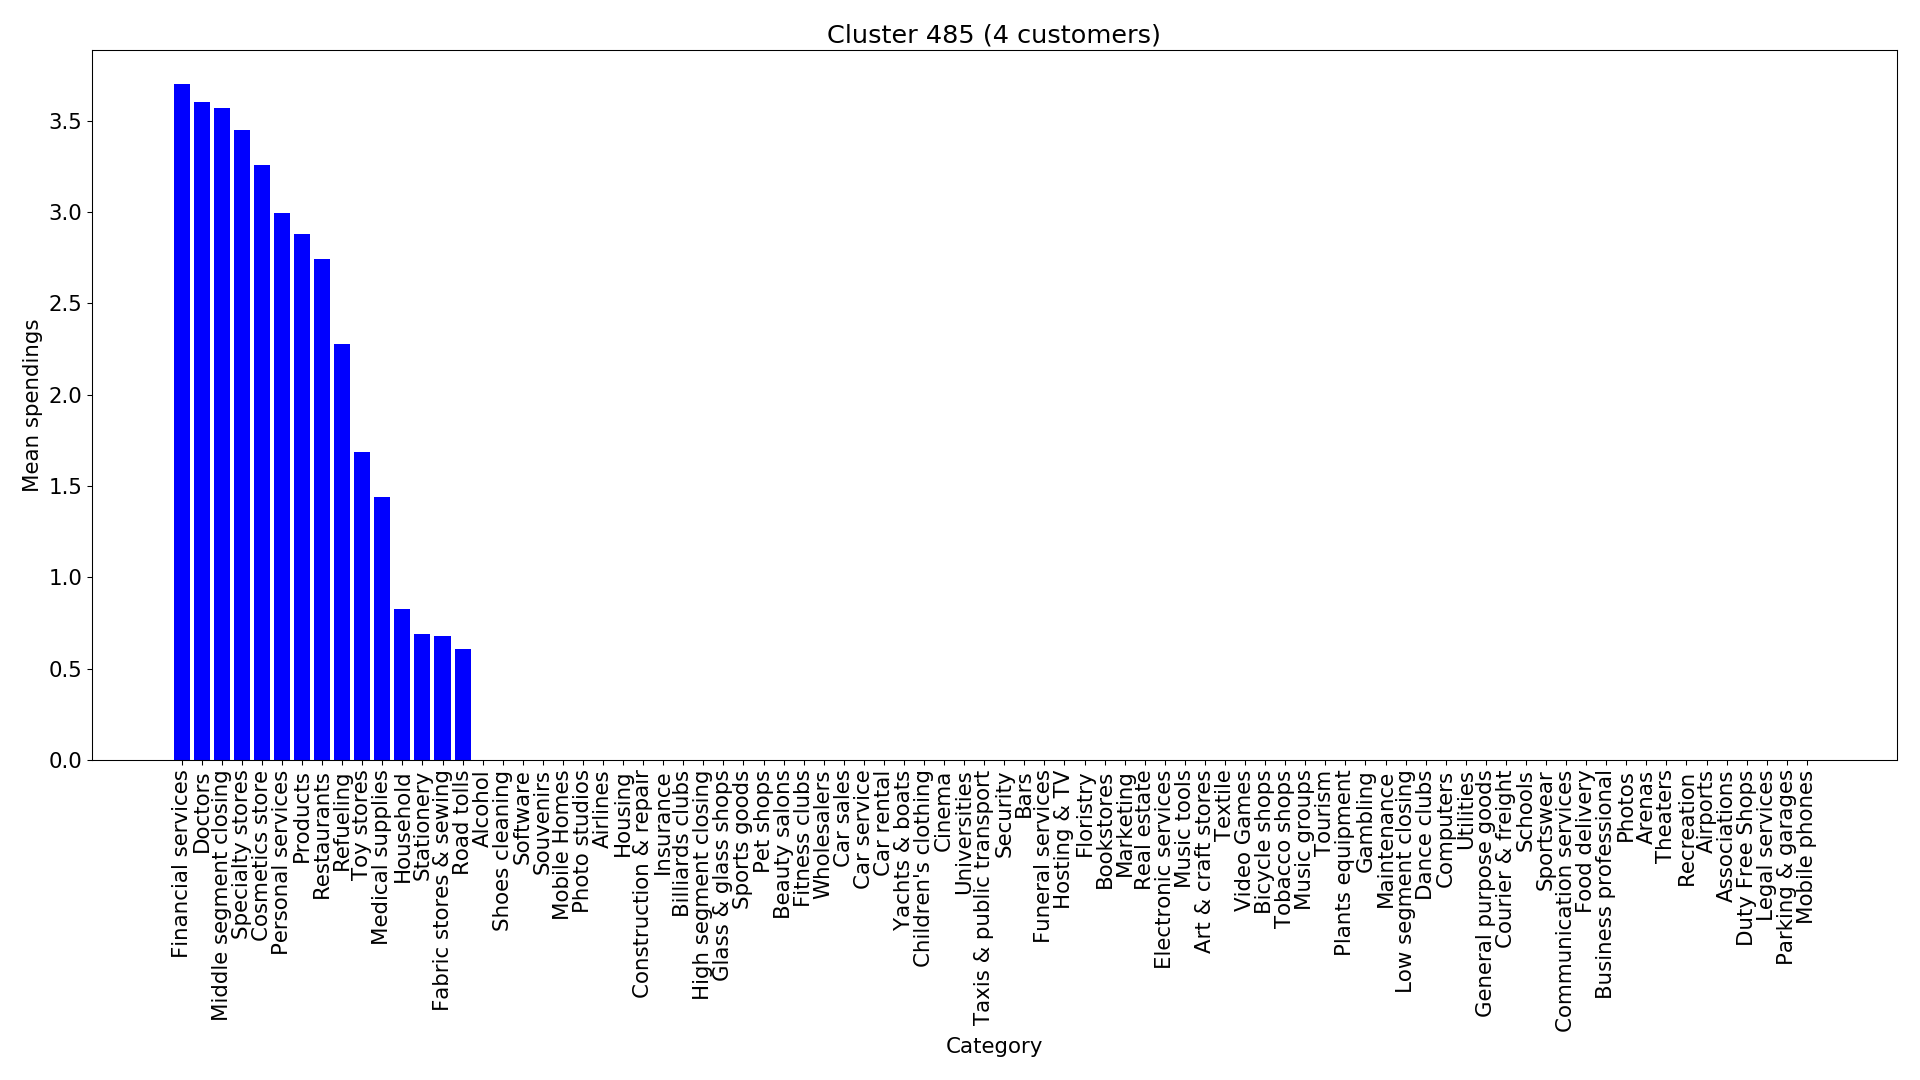 Cluster 485 (4 customers)
Mean spendings
3.5
3.0
2.5
2.0
1.5
1.0
0.5
0.0
Financial services
Doctors
Middle segment closing
Specialty stores
Cosmetics store
Personal services
Products
Restaurants
Refueling
Toy stores
Medical supplies
Household
Stationery
Fabric stores & sewing
Road tolls
Alcohol
Shoes cleaning
Software
Souvenirs
Mobile Homes
Photo studios
Airlines
Housing
Construction & repair
Insurance
Billiards clubs
High segment closing
Glass & glass shops
Sports goods
Pet shops
Beauty salons
Fitness clubs
Wholesalers
Car sales
Car service
Car rental
Yachts & boats
Children's clothing
Cinema
Universities
Taxis & public transport
Security
Bars
Funeral services
Hosting & TV
Floristry
Bookstores
Marketing
Real estate
Electronic services
Music tools
Art & craft stores
Textile
Video Games
Bicycle shops
Tobacco shops
Music groups
Tourism
Plants equipment
Gambling
Maintenance
Low segment closing
Dance clubs
Computers
Utilities
General purpose goods
Courier & freight
Schools
Sportswear
Communication services
Food delivery
Business professional
Photos
Arenas
Theaters
Recreation
Airports
Associations
Duty Free Shops
Legal services
Parking & garages
Mobile phones
Category